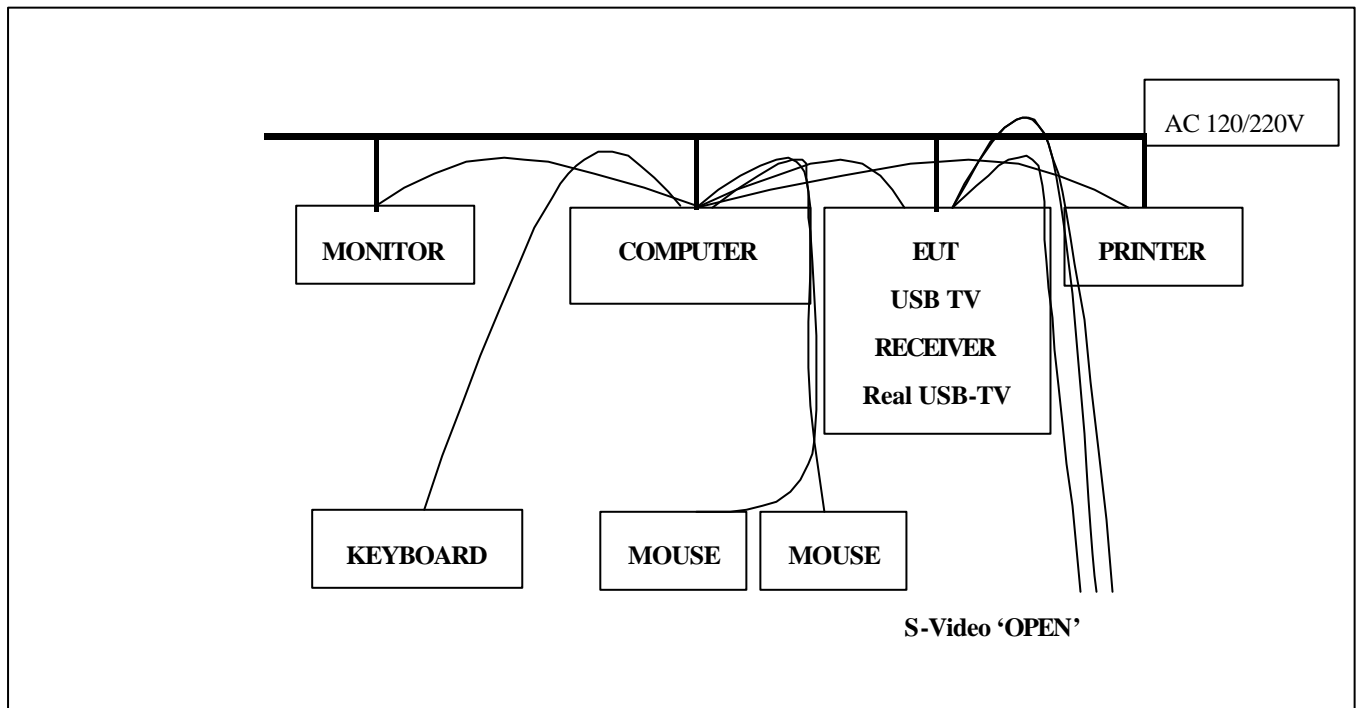 AC 120/220V
MONITOR
COMPUTER
EUT
USB TV
RECEIVER
Real USB-TV
PRINTER
KEYBOARD
MOUSE
MOUSE
S-Video ‘OPEN’